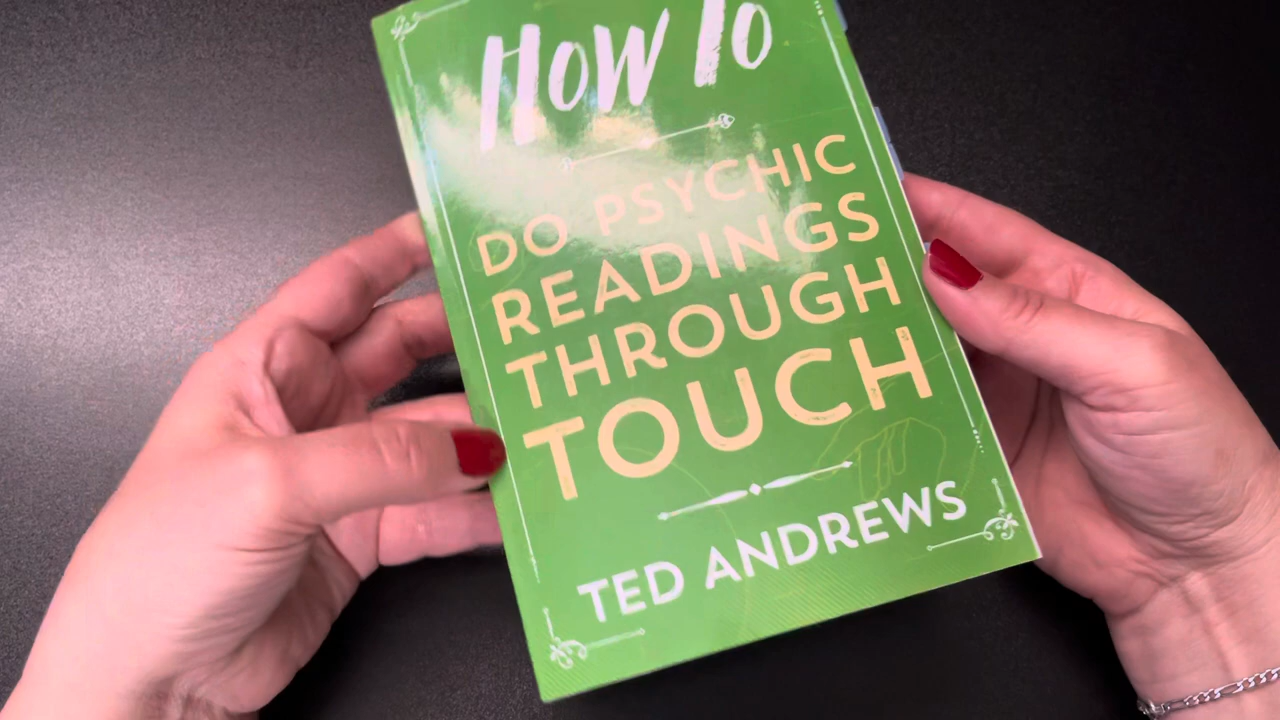 How To
DO PSYCHIC
READINGS
THROUGH
TOUCH
TED ANDREWS